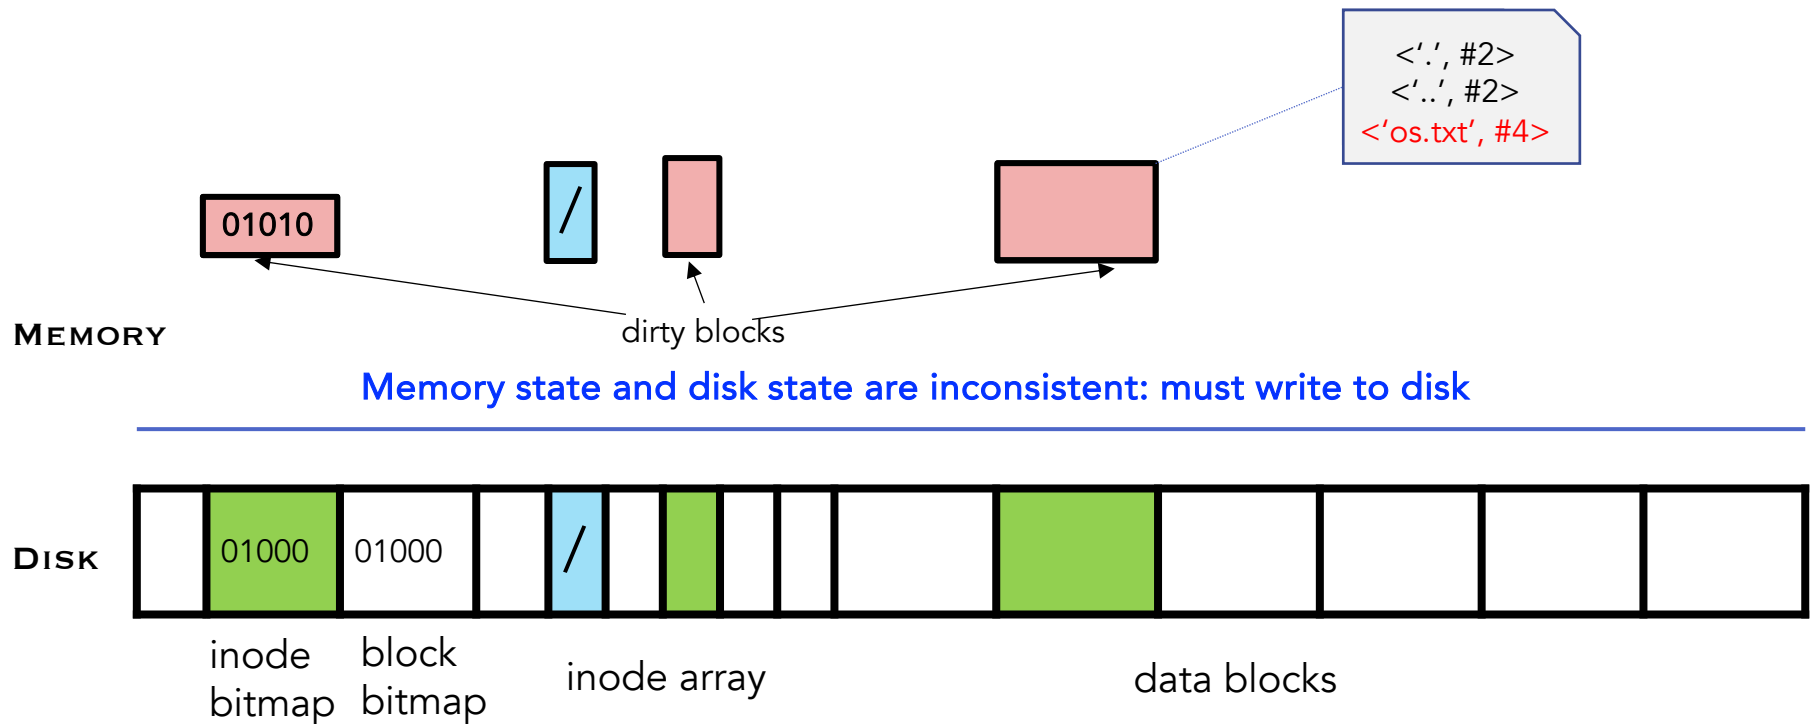 <‘.’, #2>
<‘..’, #2>
<‘os.txt’, #4>
01010
/
dirty blocks
MEMORY
Memory state and disk state are inconsistent: must write to disk
DISK
01000
01000
/
inode
bitmap
block
bitmap
inode array
data blocks